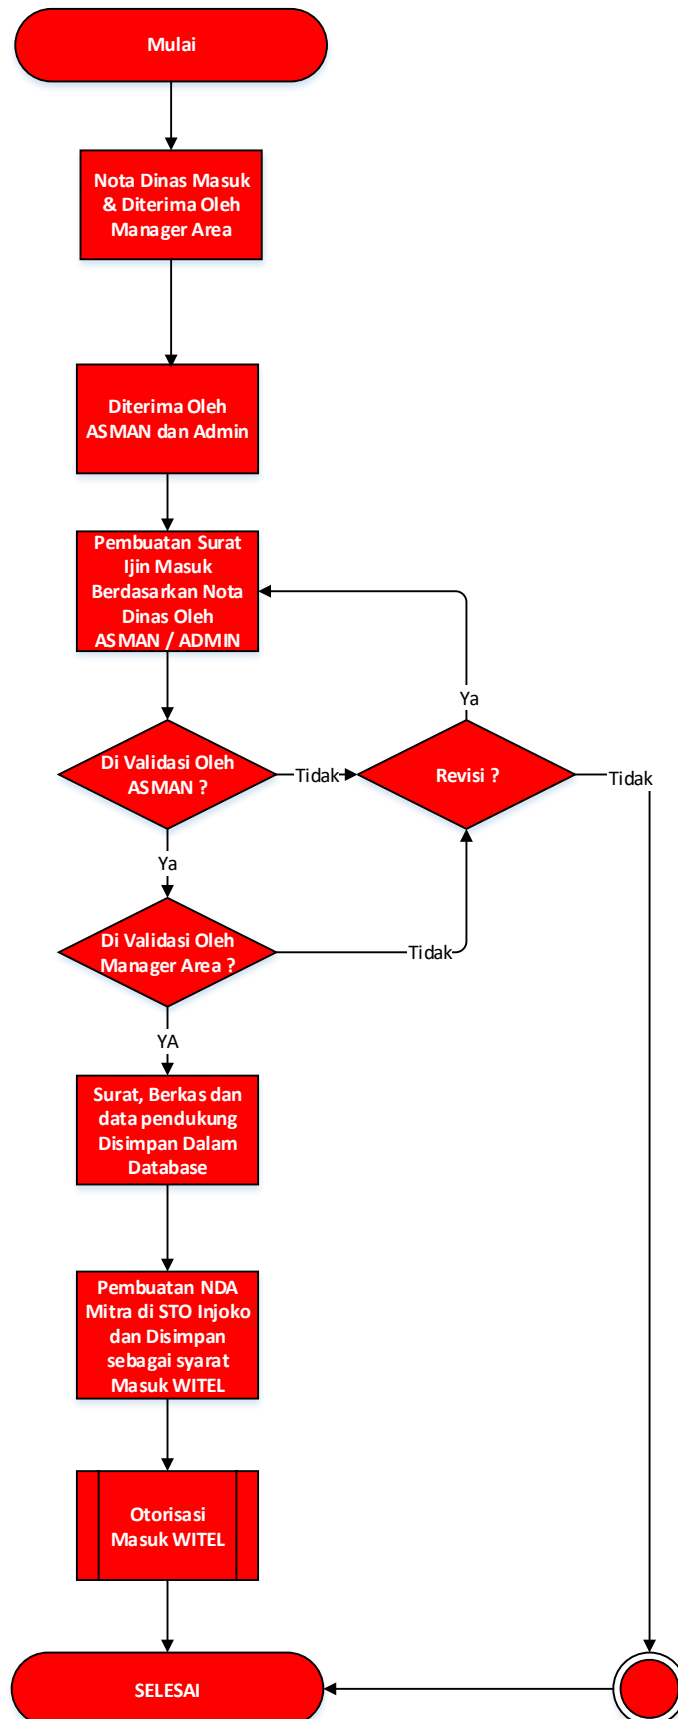 Mulai
Nota Dinas Masuk
& Diterima Oleh
Manager Area
Diterima Oleh
ASMAN dan Admin
Pembuatan Surat
Ijin Masuk
Berdasarkan Nota
Dinas Oleh
ASMAN / ADMIN
Ya
Di Validasi Oleh
ASMAN ?
Tidak
Revisi ?
Tidak
Ya
Di Validasi Oleh
Manager Area ?
Tidak
YA
Surat, Berkas dan
data pendukung
Disimpan Dalam
Database
Pembuatan NDA
Mitra di STO Injoko
dan Disimpan
sebagai syarat
Masuk WITEL
Otorisasi
Masuk WITEL
SELESAI